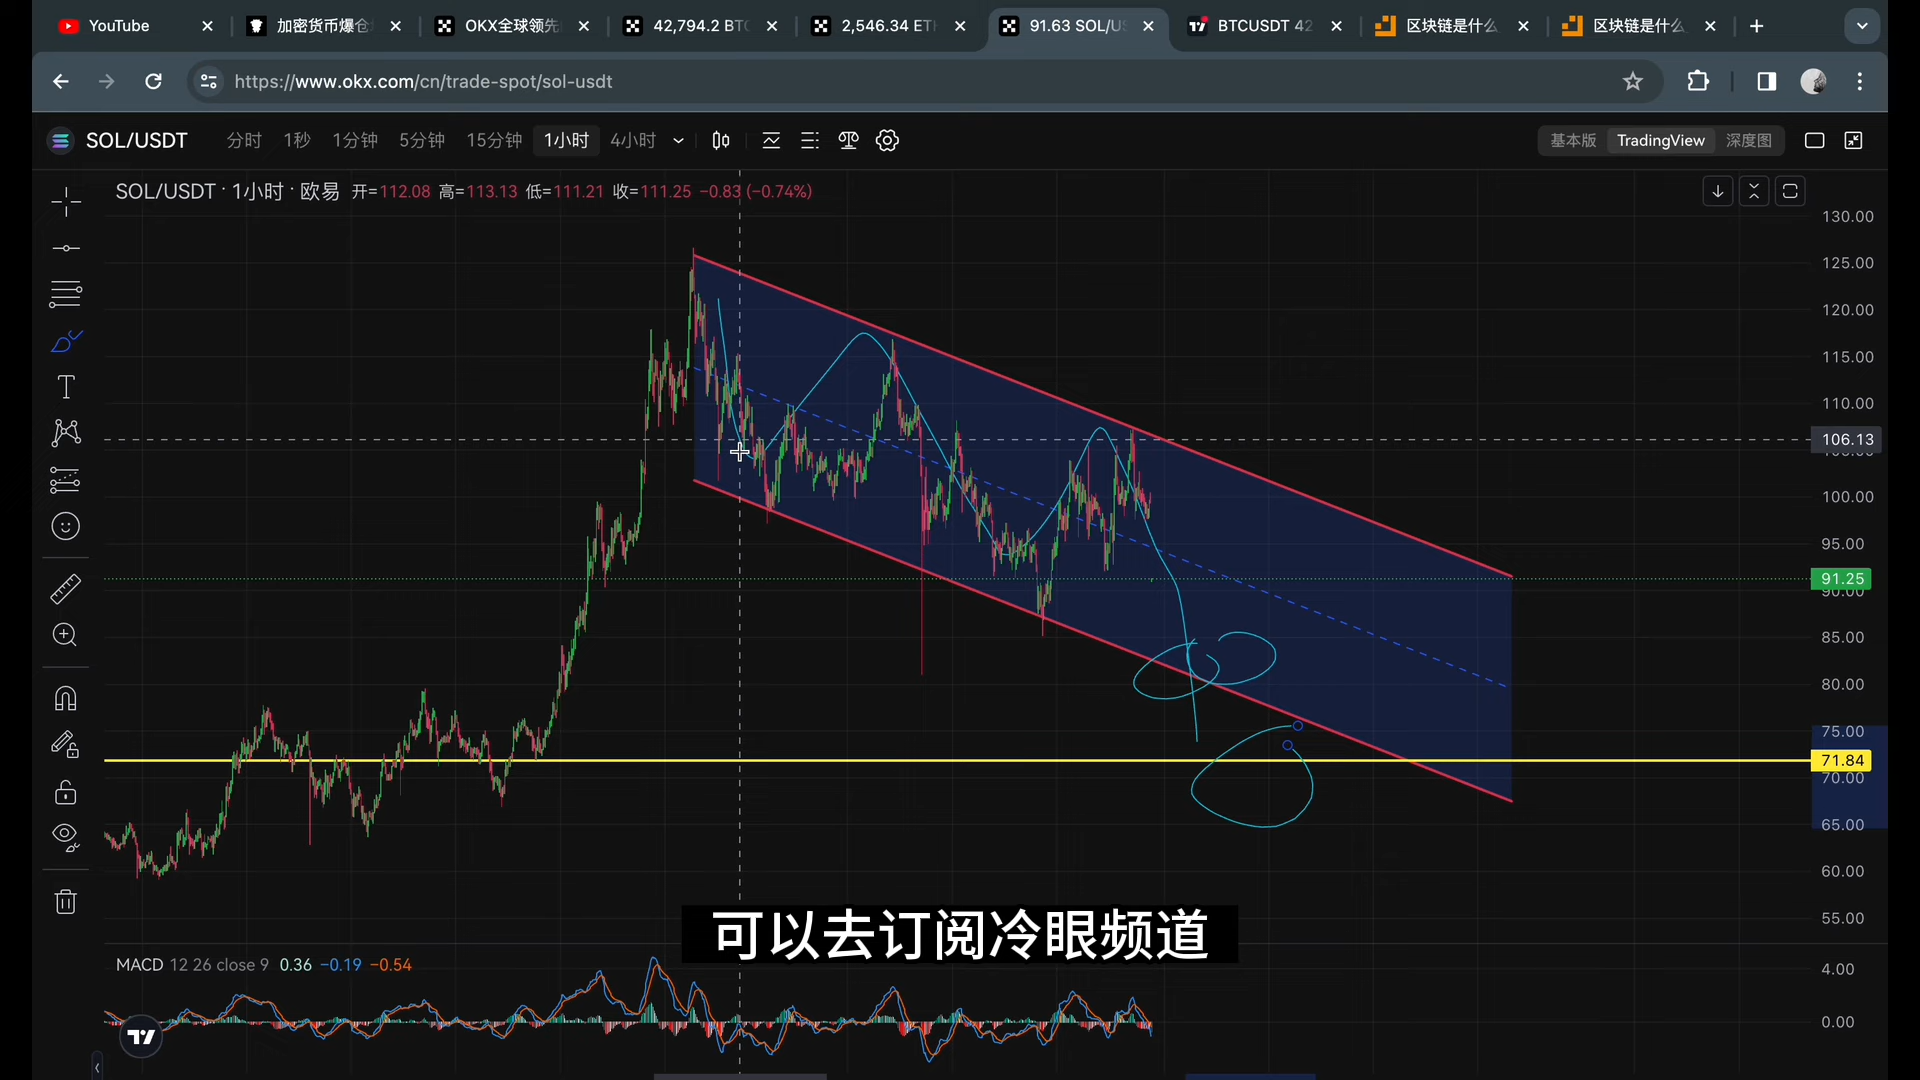 YouTube
加密货币爆仓
OKX全球领先
42,794.2 BTC
2,546.34 ET
91.63 SOL/US
BTCUSDT 42
区块链是什么
区块链是什么
https://www.okx.com/cn/trade-spot/sol-usdt
SOL/USDT 分时 1秒 1分钟 5分钟 15分钟 1小时 4小时 基本版 TradingView 深度图
SOL/USDT · 1小时 · 欧易 开=112.08 高=113.13 低=111.21 收=111.25 −0.83 (−0.74%)
130.00
125.00
120.00
115.00
110.00
106.13
100.00
95.00
91.25
90.00
85.00
80.00
75.00
71.84
70.00
65.00
60.00
55.00
可以去订阅冷眼频道
MACD 12 26 close 9 0.36 −0.19 −0.54
4.00
0.00